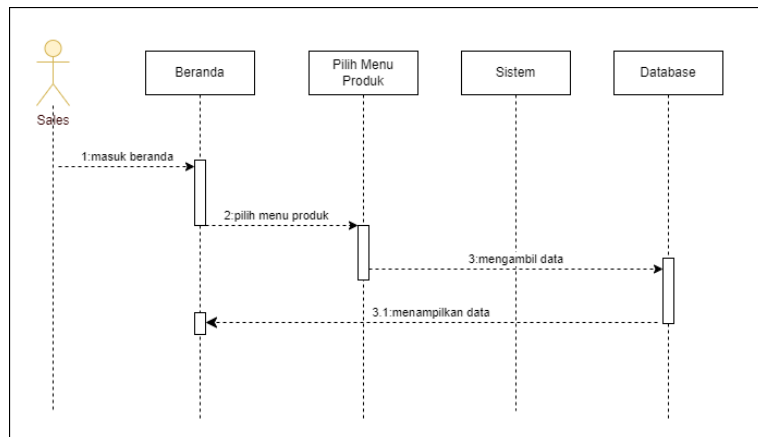 Beranda
Pilih Menu
Produk
Sistem
Database
Sales
1:masuk beranda
2:pilih menu produk
3:mengambil data
3.1:menampilkan data